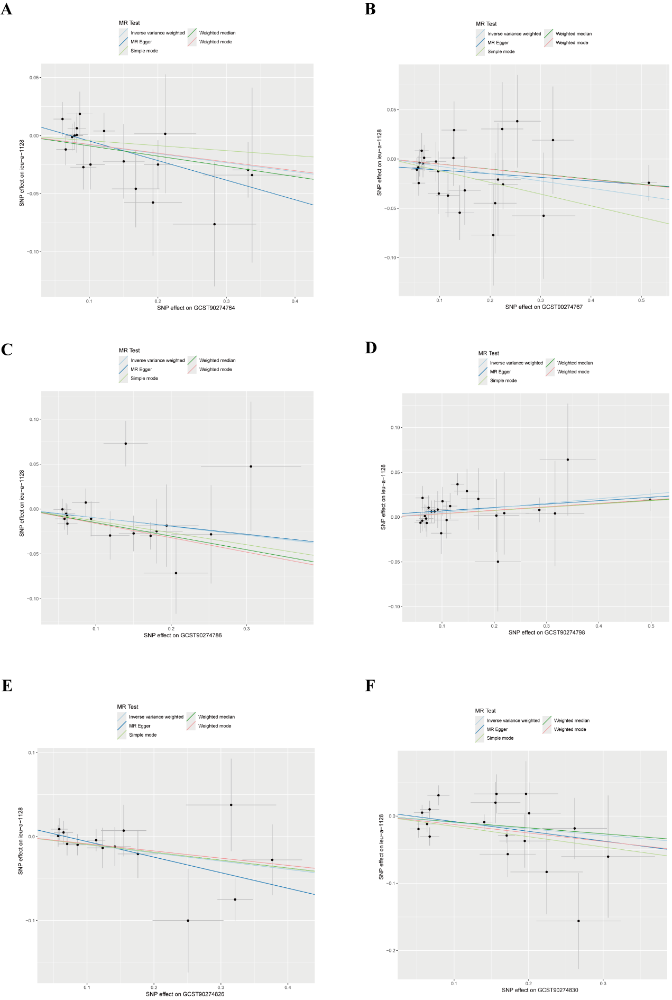 A
MR Test
Inverse variance weighted
Weighted median
MR Egger
Weighted mode
Simple mode
0.05
0.00
−0.05
−0.10
SNP effect on ieu−a−1128
0.1
0.2
0.3
0.4
SNP effect on GCST90274764
B
MR Test
Inverse variance weighted
Weighted median
MR Egger
Weighted mode
Simple mode
0.05
0.00
−0.05
−0.10
SNP effect on ieu−a−1128
0.1
0.2
0.3
0.4
0.5
SNP effect on GCST90274767
C
MR Test
Inverse variance weighted
Weighted median
MR Egger
Weighted mode
Simple mode
0.10
0.05
0.00
−0.05
−0.10
SNP effect on ieu−a−1128
0.1
0.2
0.3
SNP effect on GCST90274786
D
MR Test
Inverse variance weighted
Weighted median
MR Egger
Weighted mode
Simple mode
0.10
0.05
0.00
−0.05
−0.10
SNP effect on ieu−a−1128
0.1
0.2
0.3
0.4
0.5
SNP effect on GCST90274798
E
MR Test
Inverse variance weighted
Weighted median
MR Egger
Weighted mode
Simple mode
0.1
0.0
−0.1
SNP effect on ieu−a−1128
0.1
0.2
0.3
0.4
SNP effect on GCST90274826
F
MR Test
Inverse variance weighted
Weighted median
MR Egger
Weighted mode
Simple mode
0.0
−0.1
−0.2
SNP effect on ieu−a−1128
0.1
0.2
0.3
SNP effect on GCST90274830